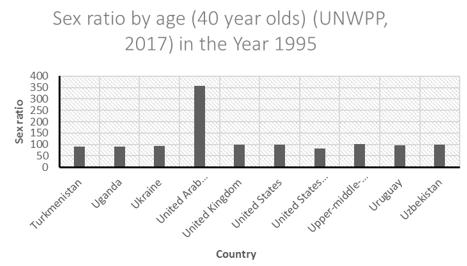 Sex ratio by age (40 year olds) (UNWPP,
2017) in the Year 1995
400
350
300
250
200
150
100
50
0
Sex ratio
Turkmenistan
Uganda
Ukraine
United Arab...
United Kingdom
United States
United States...
Upper-middle-...
Uruguay
Uzbekistan
Country